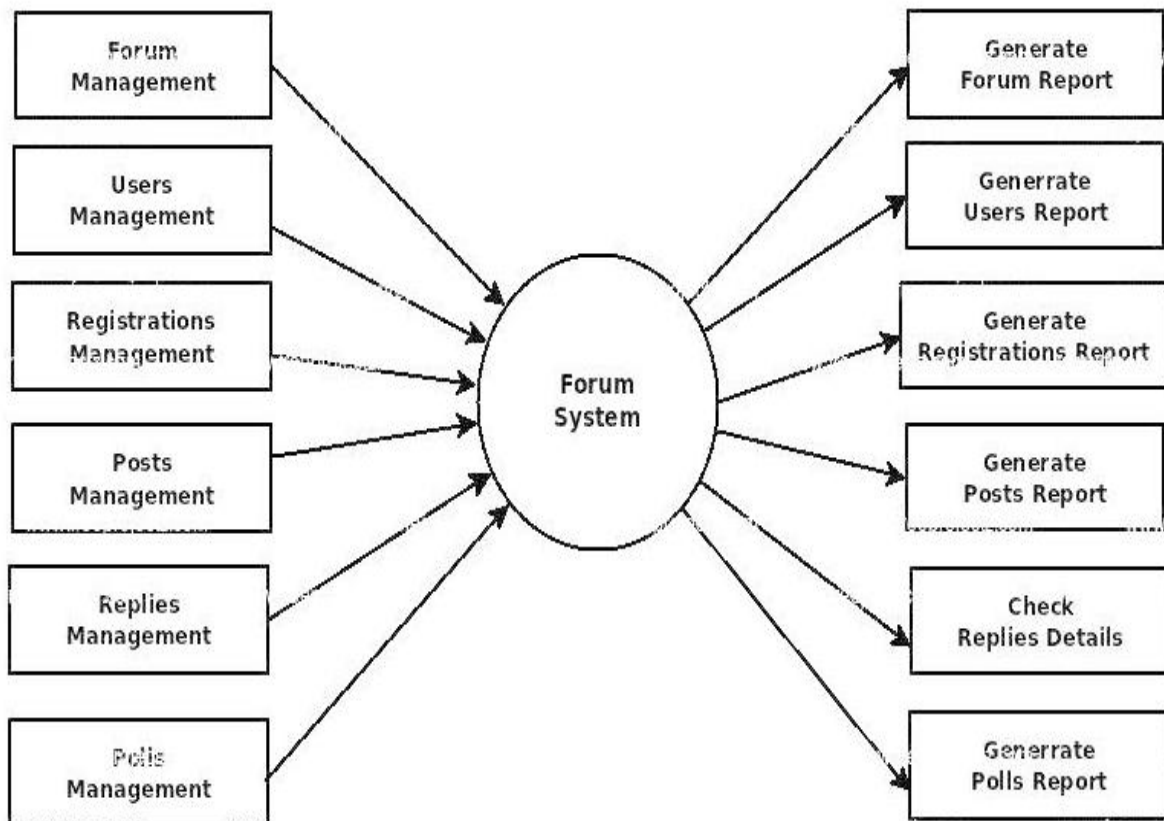 Forum
Management
Users
Management
Registrations
Management
Posts
Management
Replies
Management
Polls
Management
Forum
System
Generate
Forum Report
Generrate
Users Report
Generate
Registrations Report
Generate
Posts Report
Check
Replies Details
Generrate
Polls Report